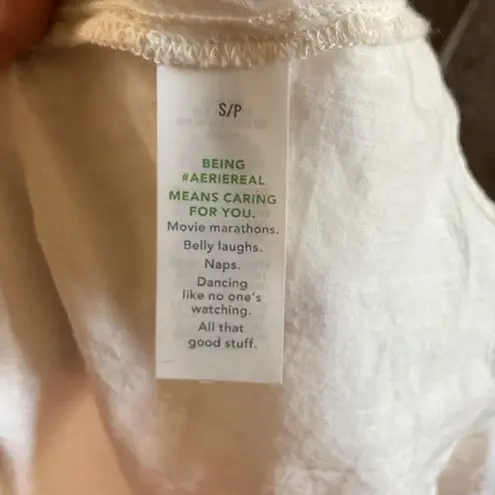 S/P
BEING
#AERIEREAL
MEANS CARING
FOR YOU.
Movie marathons.
Belly laughs.
Naps.
Dancing
like no one's
watching.
All that
good stuff.